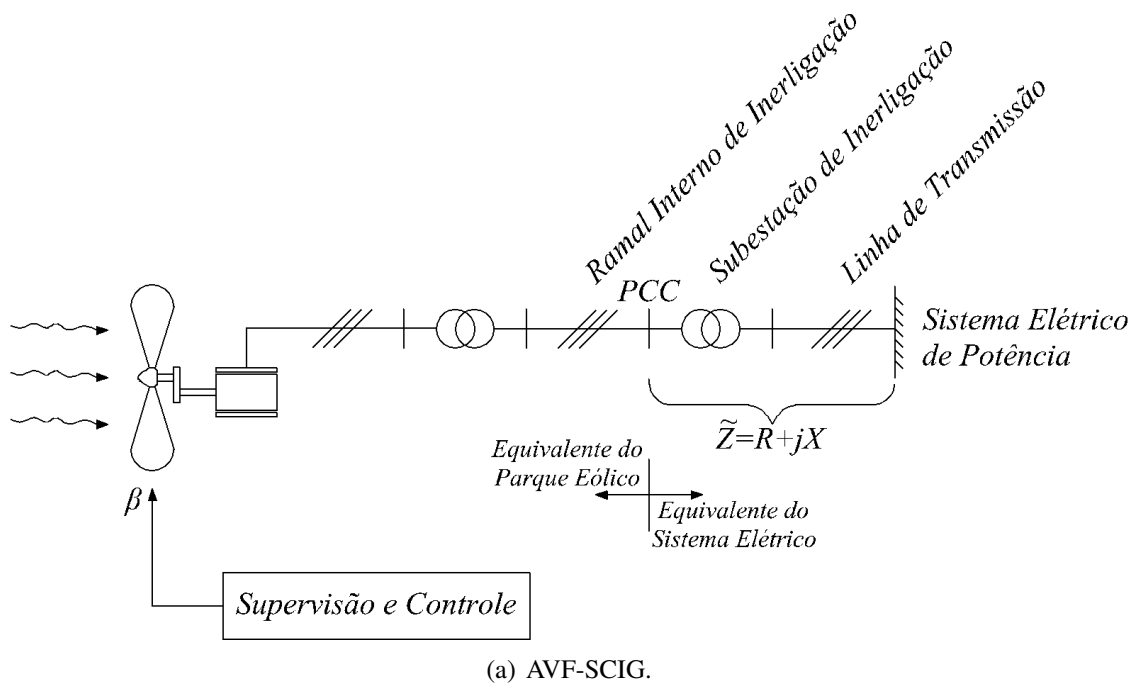 Ramal Interno de Inerligação
Subestação de Inerligação
Linha de Transmissão
PCC
Sistema Elétrico
de Potência
Z̃=R+jX
Equivalente do
Parque Eólico
Equivalente do
Sistema Elétrico
β
Supervisão e Controle
(a) AVF-SCIG.